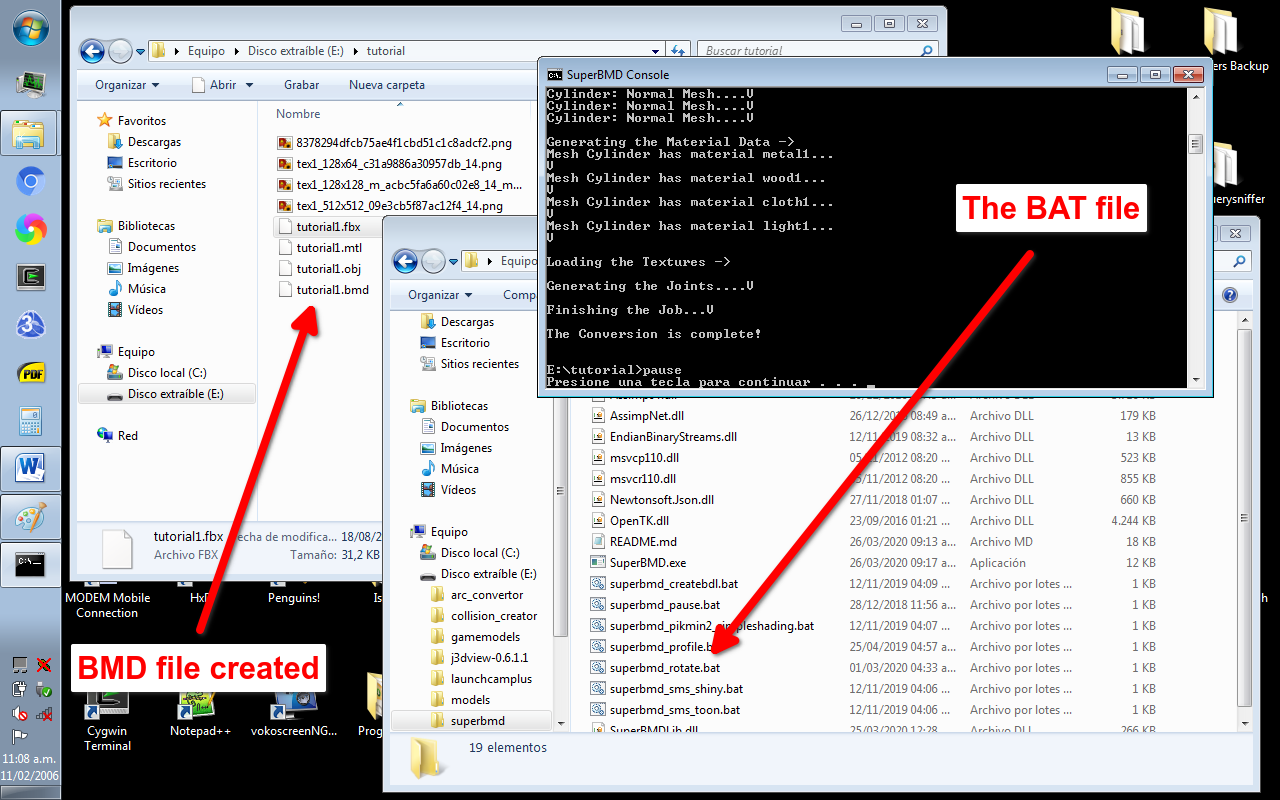 Equipo
Disco extraíble (E:)
tutorial
Buscar tutorial
Organizar
Abrir
Grabar
Nueva carpeta
Favoritos
Descargas
Escritorio
Sitios recientes
Bibliotecas
Documentos
Imágenes
Música
Vídeos
Equipo
Disco local (C:)
Disco extraíble (E:)
Red
Nombre
8378294dfcb75ae4f1cbd51c1c8adcf2.png
tex1_128x64_c31a9886a30957db_14.png
tex1_128x128_m_acbc5fa6a60c02e8_14_m...
tex1_512x512_09e3cb5f87ac12f4_14.png
tutorial1.fbx
tutorial1.mtl
tutorial1.obj
tutorial1.bmd
tutorial1.fbx
de modifica... 18/08/2
Archivo FBX
Tamaño: 31,2 KB
SuperBMD Console
Cylinder: Normal Mesh....V
Cylinder: Normal Mesh....V
Cylinder: Normal Mesh....V
Generating the Material Data ->
Mesh Cylinder has material metal1...
V
Mesh Cylinder has material wood1...
V
Mesh Cylinder has material cloth1...
V
Mesh Cylinder has material light1...
V
Loading the Textures ->
Generating the Joints....V
Finishing the Job...V
The Conversion is complete!
E:\tutorial>pause
Presione una tecla para continuar . . . _
The BAT file
BMD file created
ers Backup
querysniffer
Equipo
Organizar
Comp
Descargas
Escritorio
Sitios recientes
Bibliotecas
Documentos
Imágenes
Música
Vídeos
Equipo
Disco local (C:)
Disco extraíble (E:)
arc_convertor
collision_creator
gamemodels
j3dview-0.6.1.1
launchcamplus
models
superbmd
AssimpNet.dll 26/12/2019 08:49 a... Archivo DLL 179 KB
EndianBinaryStreams.dll 12/11/2019 08:32 a... Archivo DLL 13 KB
msvcp110.dll 05/11/2012 08:20 ... Archivo DLL 523 KB
msvcr110.dll 05/11/2012 08:20 ... Archivo DLL 855 KB
Newtonsoft.Json.dll 27/11/2018 01:07 ... Archivo DLL 660 KB
OpenTK.dll 23/09/2016 01:21 ... Archivo DLL 4.244 KB
README.md 26/03/2020 09:13 a... Archivo MD 18 KB
SuperBMD.exe 26/03/2020 09:17 a... Aplicación 12 KB
superbmd_createbdl.bat 12/11/2019 04:09 ... Archivo por lotes ... 1 KB
superbmd_pause.bat 28/12/2018 11:56 a... Archivo por lotes ... 1 KB
superbmd_pikmin2_simpleshading.bat 12/11/2019 04:07 ... Archivo por lotes ... 1 KB
superbmd_profile.bat 25/04/2019 04:57 a... Archivo por lotes ... 1 KB
superbmd_rotate.bat 01/03/2020 04:33 a... Archivo por lotes ... 1 KB
superbmd_sms_shiny.bat 12/11/2019 04:06 ... Archivo por lotes ... 1 KB
superbmd_sms_toon.bat 12/11/2019 04:06 ... Archivo por lotes ... 1 KB
SuperBMDLib.dll 25/03/2020 12:28 Archivo DLL 266 KB
19 elementos
MODEM Mobile
Connection
HxD
Penguins!
Is
h
Cygwin
Terminal
Notepad++
vokoscreenNG...
Prog
PDF
11:08 a.m.
11/02/2006